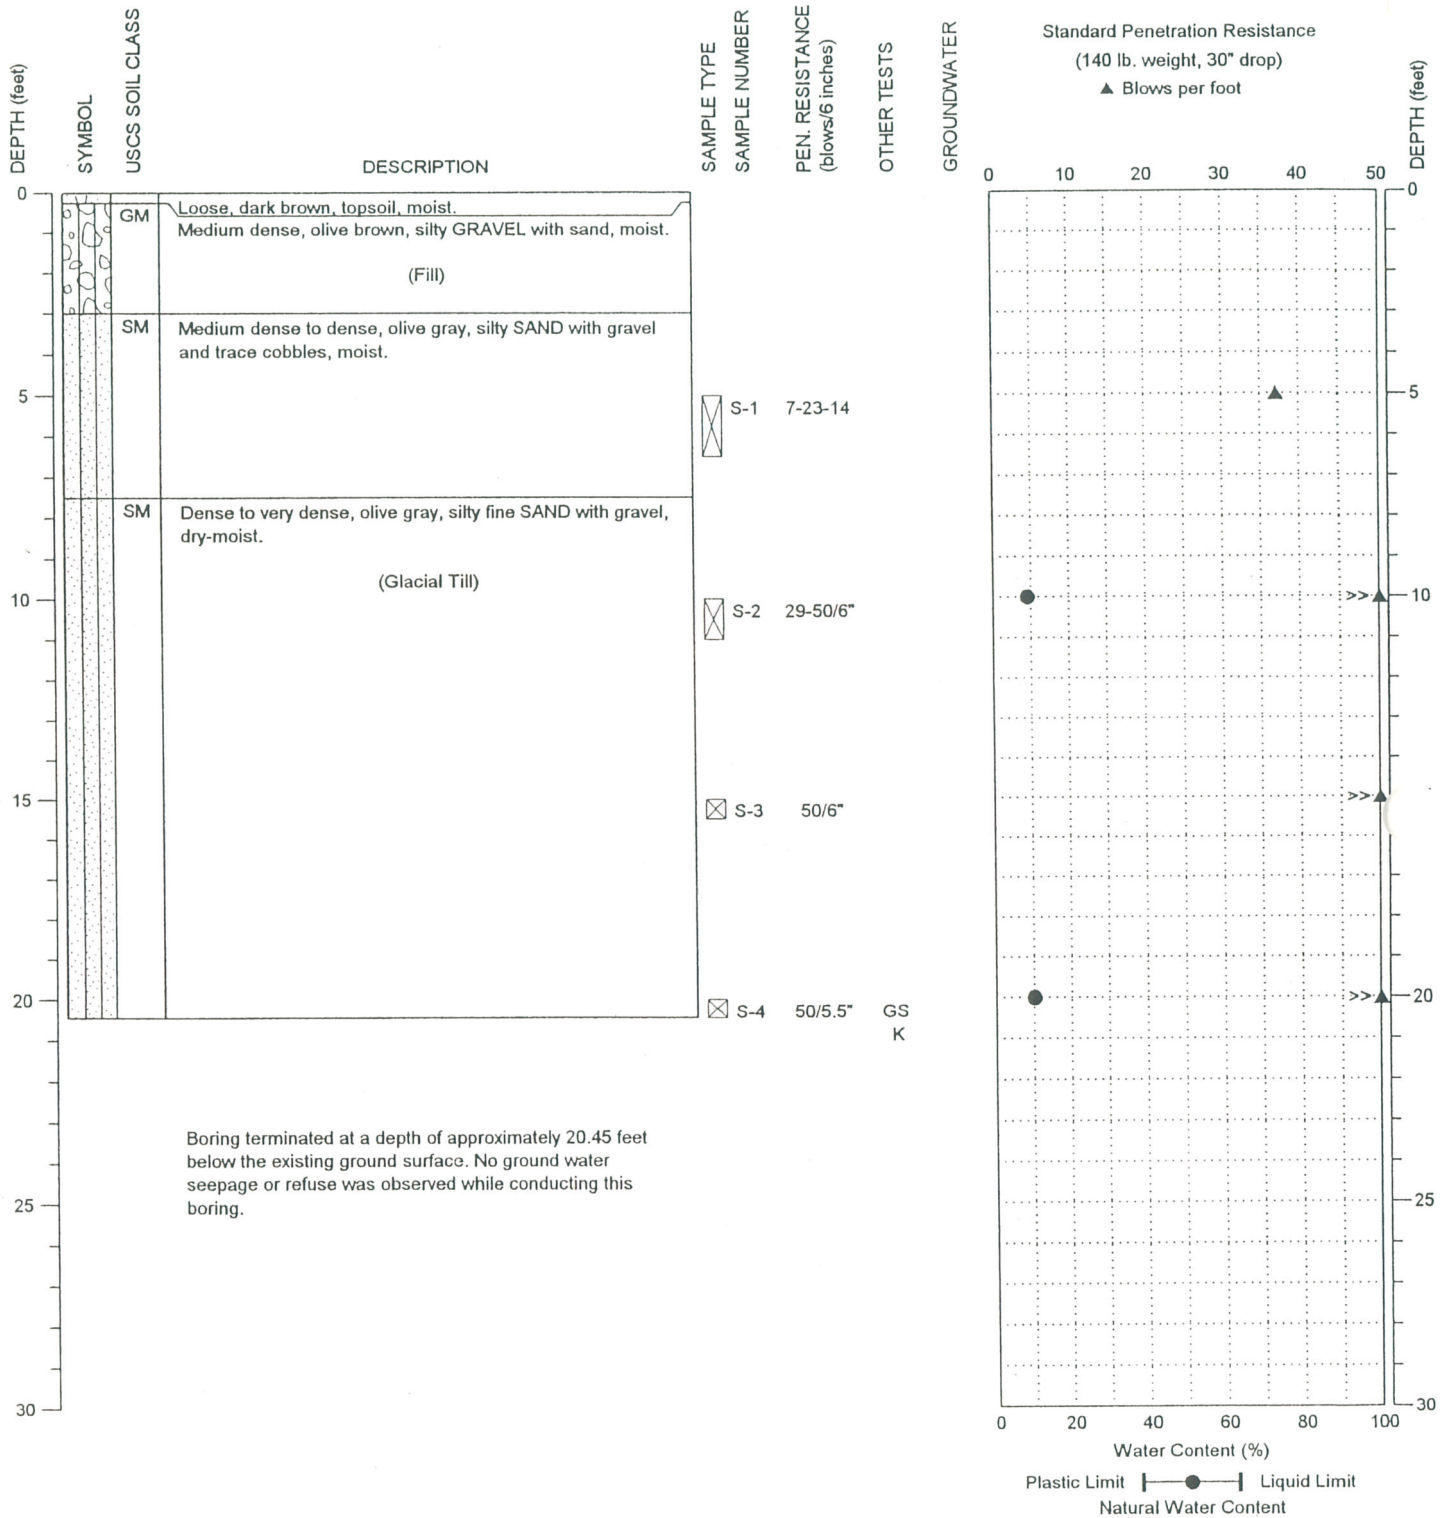 DEPTH (feet)
SYMBOL
USCS SOIL CLASS
DESCRIPTION
SAMPLE TYPE
SAMPLE NUMBER
PEN. RESISTANCE
(blows/6 inches)
OTHER TESTS
GROUNDWATER
Standard Penetration Resistance
(140 lb. weight, 30" drop)
▲ Blows per foot
DEPTH (feet)
0 10 20 30 40 50
0
0
GM
Loose, dark brown, topsoil, moist.
Medium dense, olive brown, silty GRAVEL with sand, moist.
(Fill)
SM
Medium dense to dense, olive gray, silty SAND with gravel
and trace cobbles, moist.
5
S-1 7-23-14
5
SM
Dense to very dense, olive gray, silty fine SAND with gravel,
dry-moist.
(Glacial Till)
10
S-2 29-50/6"
>>
10
15
S-3 50/6"
>>
20
S-4 50/5.5" GS
K
>>
20
Boring terminated at a depth of approximately 20.45 feet
below the existing ground surface. No ground water
seepage or refuse was observed while conducting this
boring.
25
25
30
30
0 20 40 60 80 100
Water Content (%)
Plastic Limit Liquid Limit
Natural Water Content